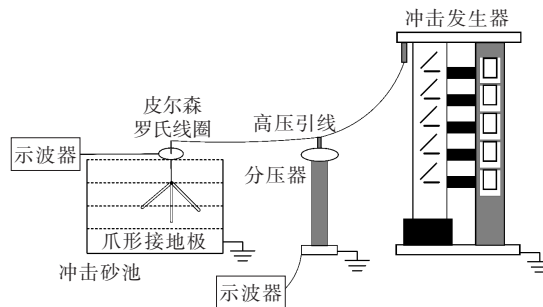 冲击发生器
皮尔森
罗氏线圈
高压引线
示波器
分压器
爪形接地极
冲击砂池
示波器